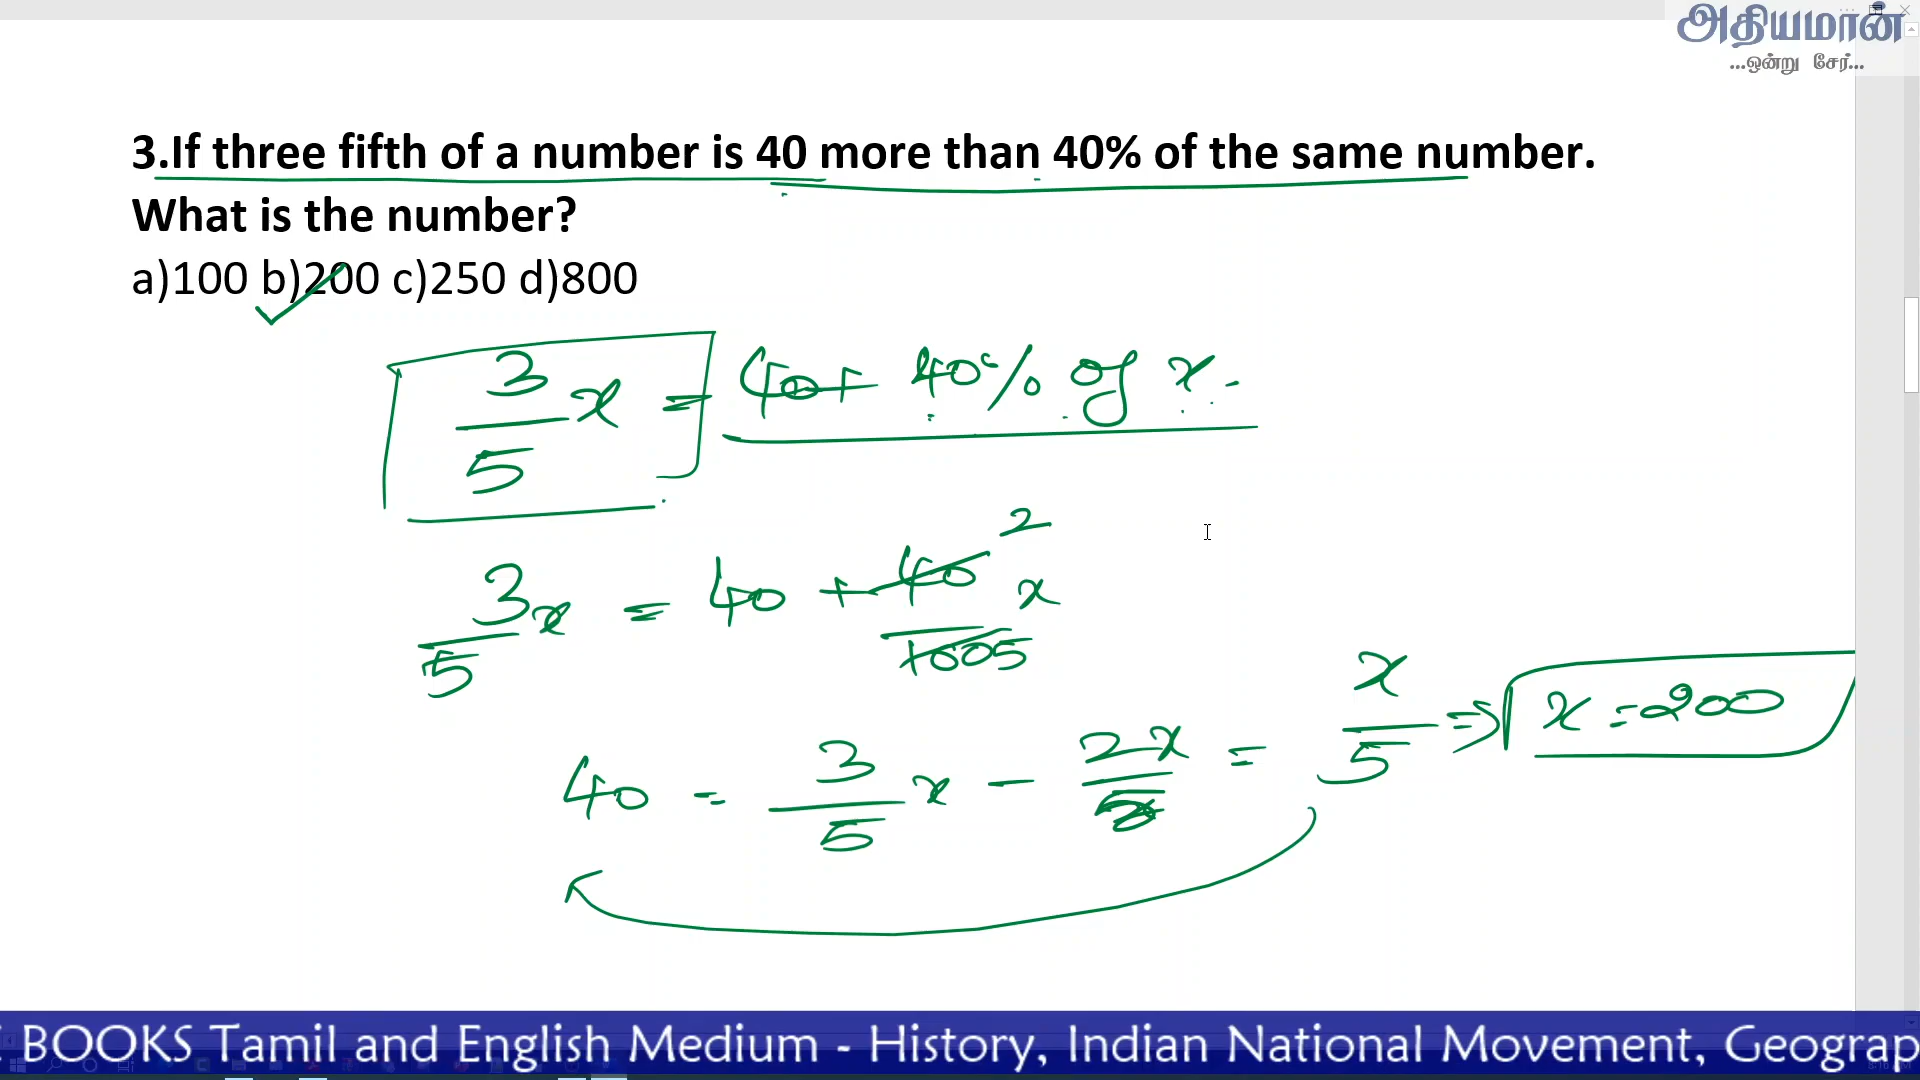 அதியமான்
...ஒன்று சேர்...
3.If three fifth of a number is 40 more than 40% of the same number.
What is the number?
a)100 b)200 c)250 d)800
3/5 x = 40+ 40% of x.
3/5 x = 40 + 40/100 x 2 5
40 = 3/5 x - 2x/5 = x/5 => x = 200
BOOKS Tamil and English Medium - History, Indian National Movement, Geograp